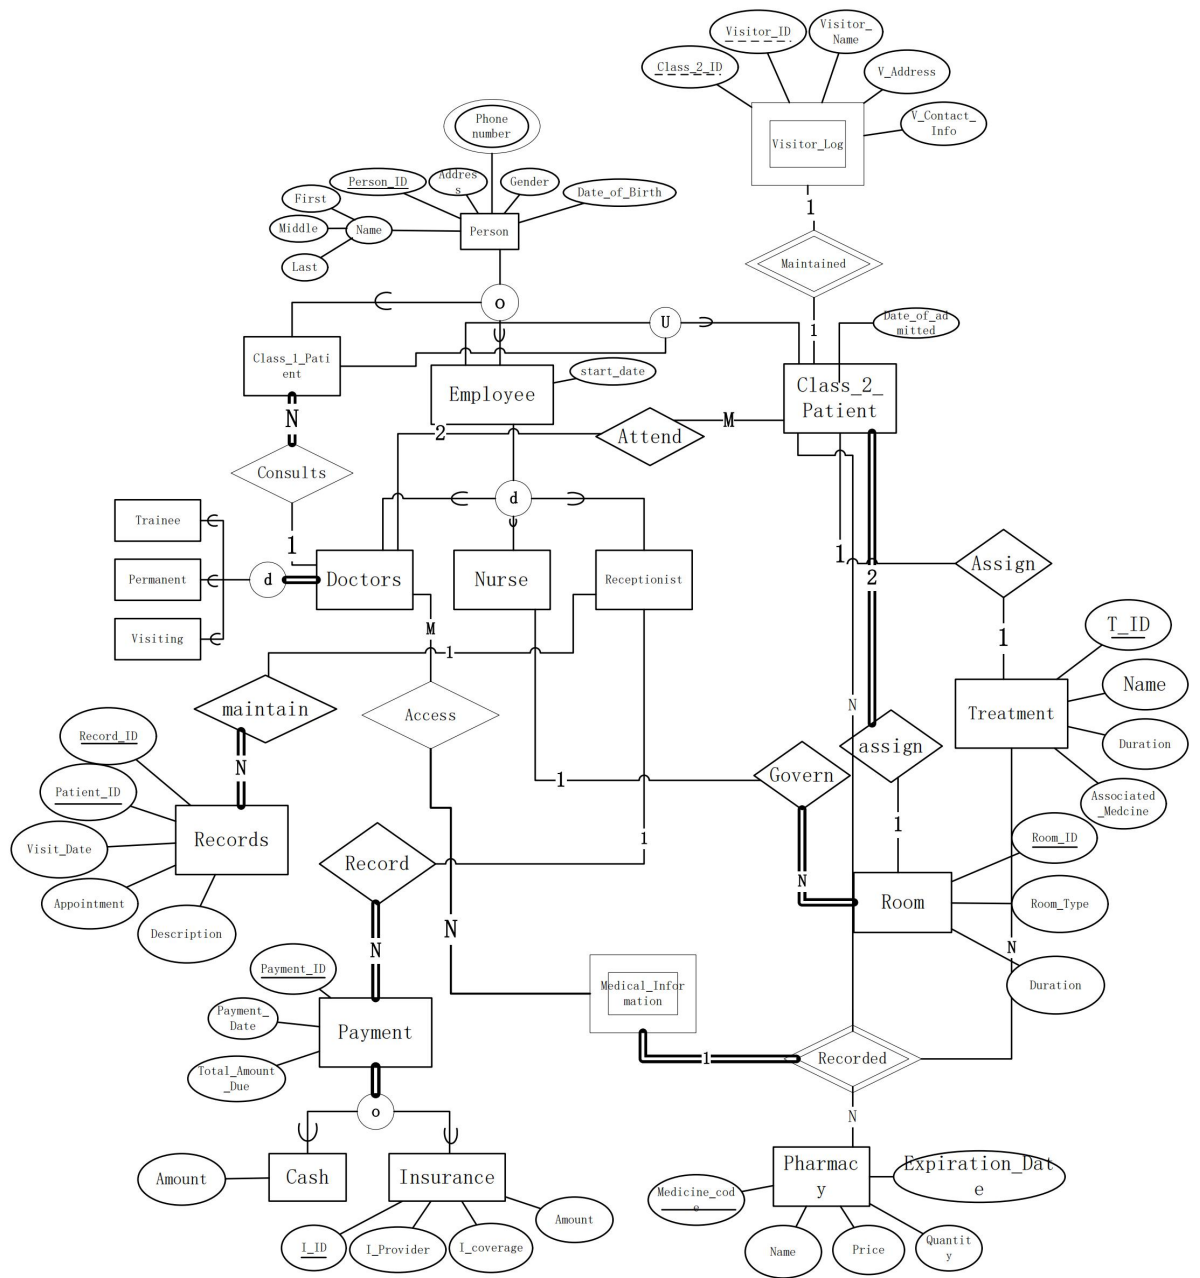 Visitor_ID
Visitor_
Name
Class_2_ID
V_Address
V_Contact_
Info
Visitor_Log
Phone
number
Person_ID
Addres
s
Gender
Date_of_Birth
First
Middle
Name
Last
Person
1
Maintained
o
U
1
Date_of_ad
mitted
Class_1_Pati
ent
Employee
start_date
Class_2_
Patient
N
2
Attend
M
Consults
d
Trainee
Permanent
Visiting
d
1
Doctors
Nurse
Receptionist
1
2
Assign
M
1
1
T_ID
Name
Treatment
Duration
Associated
_Medcine
maintain
Access
N
assign
Govern
1
N
Record_ID
Patient_ID
Visit_Date
Appointment
Description
Records
Record
1
1
Room_ID
Room_Type
Duration
Room
N
N
N
N
Payment_ID
Payment_
Date
Total_Amount
_Due
Payment
Medical_Infor
mation
1
Recorded
o
N
Amount
Cash
Insurance
Amount
I_ID
I_Provider
I_coverage
Pharmac
y
Medicine_cod
e
Expiration_Dat
e
Name
Price
Quantit
y